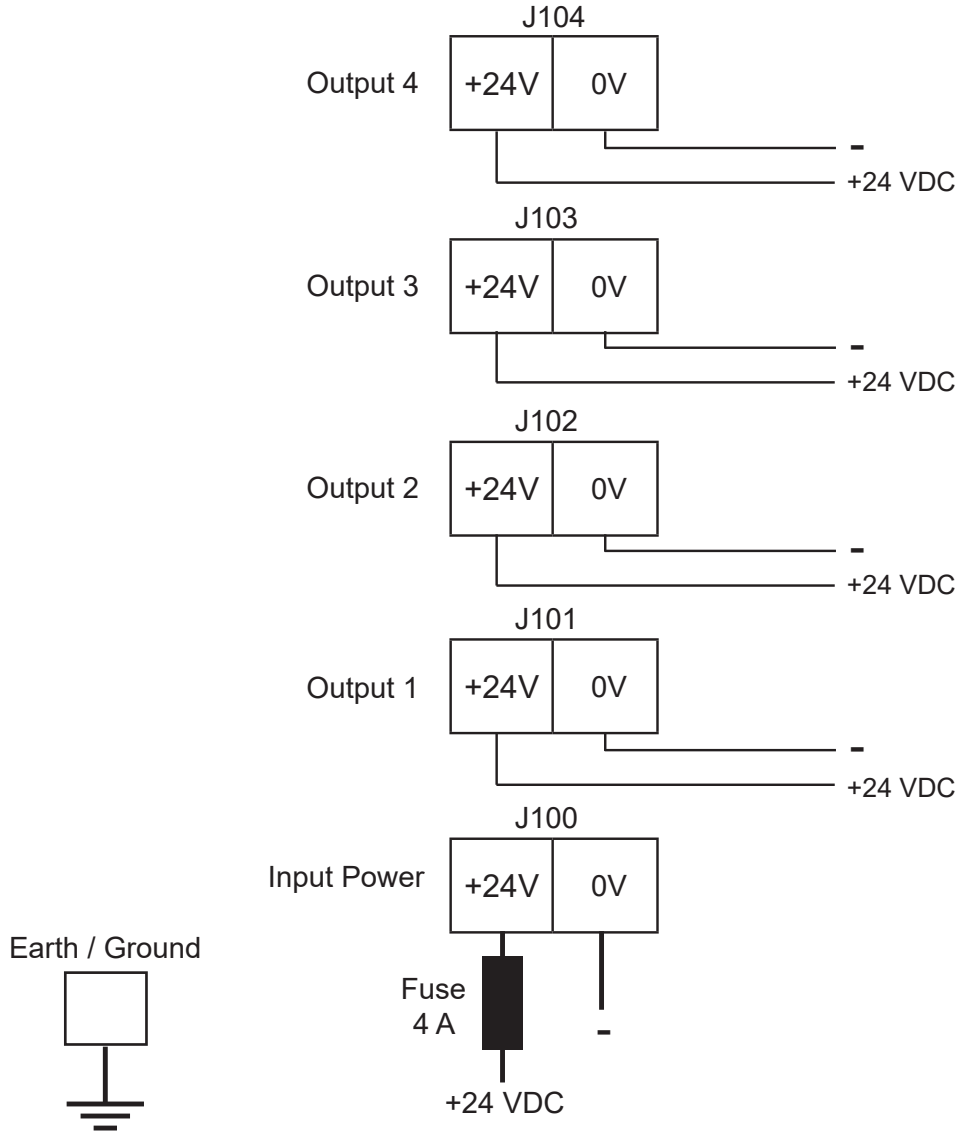 J104
Output 4
+24V
0V
-
+24 VDC
J103
Output 3
+24V
0V
-
+24 VDC
J102
Output 2
+24V
0V
-
+24 VDC
J101
Output 1
+24V
0V
-
+24 VDC
J100
Input Power
+24V
0V
Earth / Ground
Fuse
4 A
-
+24 VDC